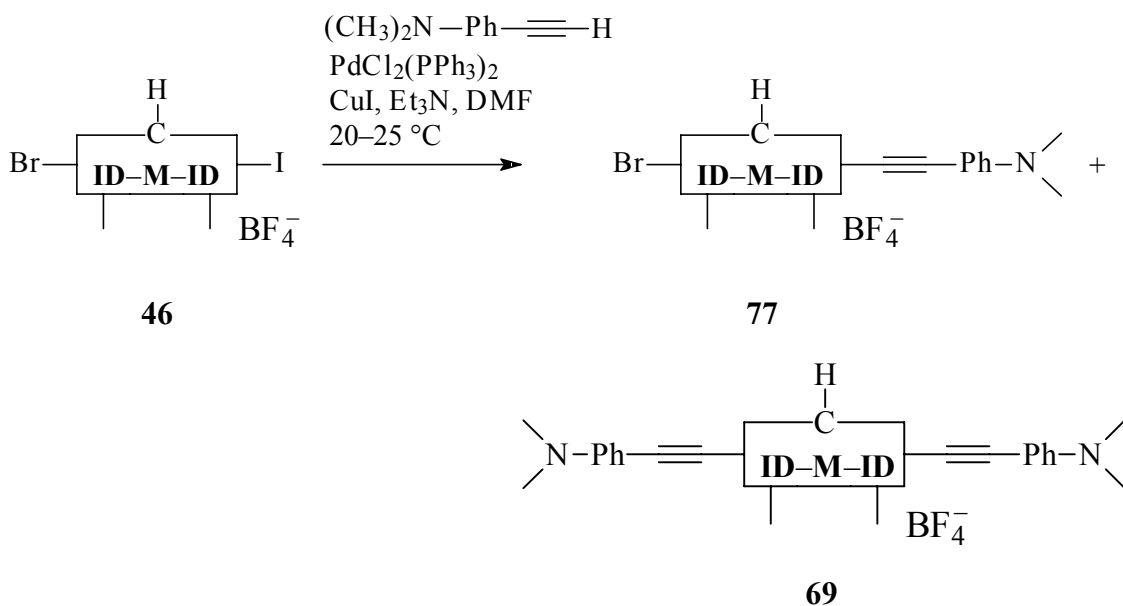 (CH₃)₂N–Ph–≡–H
PdCl₂(PPh₃)₂
CuI, Et₃N, DMF
20–25 °C
H
C
Br ID–M–ID I
BF₄⁻
46
H
C
Br ID–M–ID Ph–N +
BF₄⁻
77
H
C
N–Ph ID–M–ID Ph–N
BF₄⁻
69